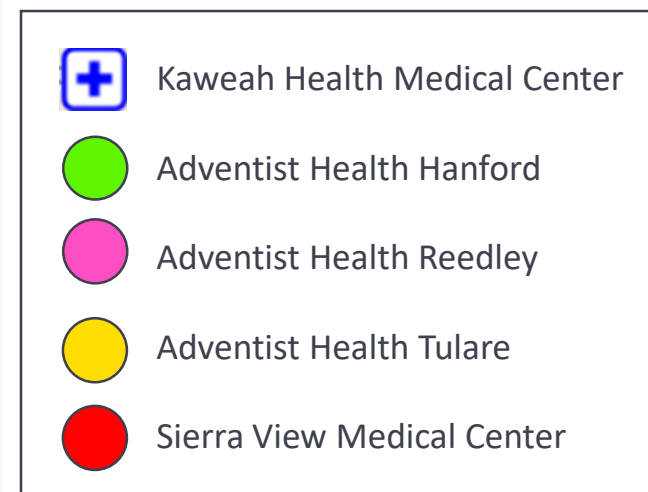 Kaweah Health Medical Center
Adventist Health Hanford
Adventist Health Reedley
Adventist Health Tulare
Sierra View Medical Center